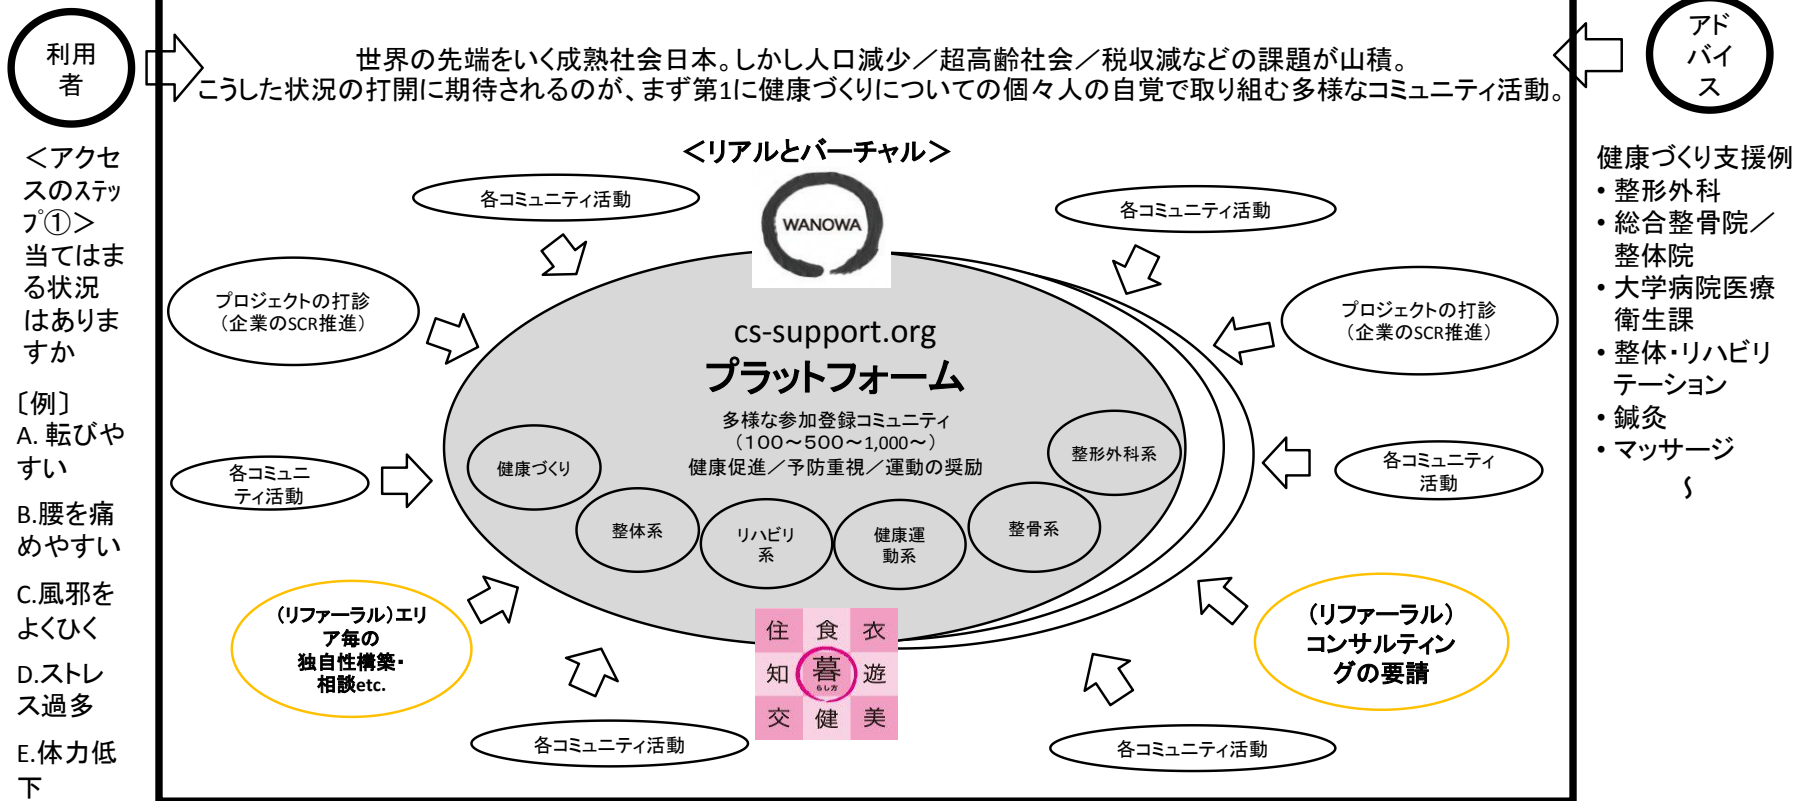 利用
者
世界の先端をいく成熟社会日本。しかし人口減少／超高齢社会／税収減などの課題が山積。
こうした状況の打開に期待されるのが、まず第1に健康づくりについての個々人の自覚で取り組む多様なコミュニティ活動。
アド
バイ
ス
＜アクセ
スのｽﾃｯ
ﾌﾟ①＞
当てはま
る状況
はありま
すか
〔例〕
A. 転びや
すい
B.腰を痛
めやすい
C.風邪を
よくひく
D.ストレ
ス過多
E.体力低
下
＜リアルとバーチャル＞
WANOWA
各コミュニティ活動
各コミュニティ活動
プロジェクトの打診
（企業のSCR推進）
プロジェクトの打診
（企業のSCR推進）
cs-support.org
プラットフォーム
多様な参加登録コミュニティ
（１００～５００～1,000～）
健康促進／予防重視／運動の奨励
健康づくり
整体系
リハビリ
系
健康運
動系
整骨系
整形外科系
各コミュニ
ティ活動
各コミュニティ
活動
（リファーラル）エリ
ア毎の
独自性構築・
相談etc.
（リファーラル）
コンサルティン
グの要請
住 食 衣
知 暮 遊
らし方
交 健 美
各コミュニティ活動
各コミュニティ活動
健康づくり支援例
• 整形外科
• 総合整骨院／
整体院
• 大学病院医療
衛生課
• 整体・リハビリ
テーション
• 鍼灸
• マッサージ
～